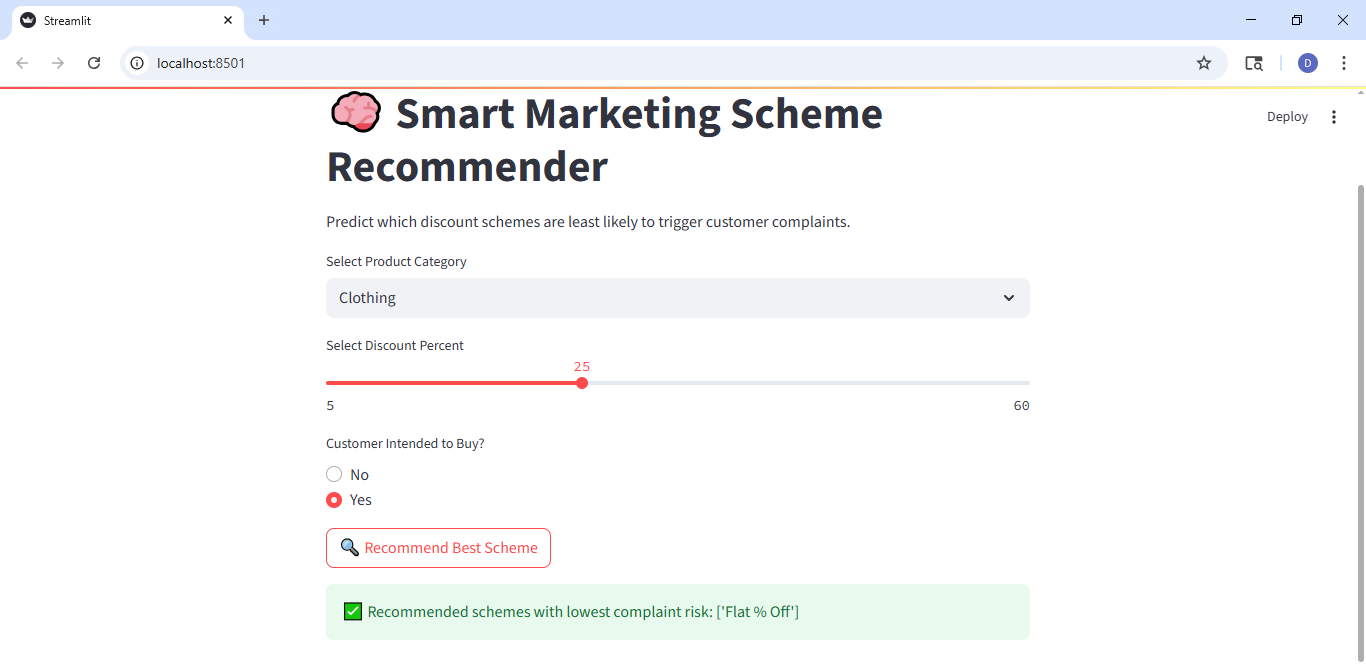 Streamlit
localhost:8501
D
Deploy
Smart Marketing Scheme
Recommender
Predict which discount schemes are least likely to trigger customer complaints.
Select Product Category
Clothing
Select Discount Percent
25
5 60
Customer Intended to Buy?
No
Yes
Recommend Best Scheme
Recommended schemes with lowest complaint risk: ['Flat % Off']